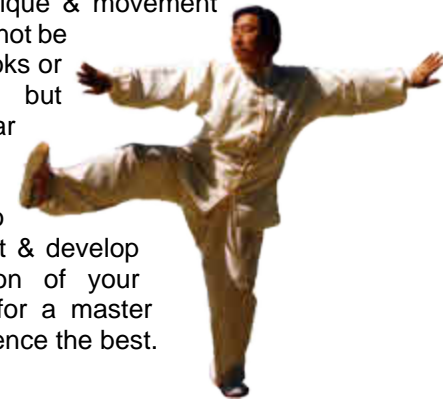 ique & movement
not be
oks or
but
ar
o
t & develop
on of your
for a master
ence the best.